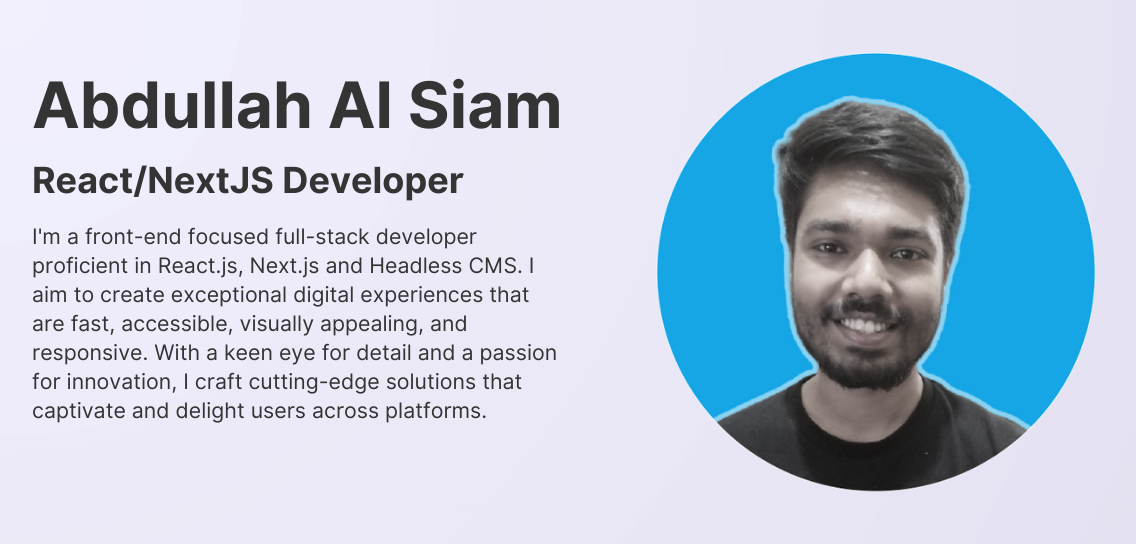 Abdullah Al Siam
React/NextJS Developer
I'm a front-end focused full-stack developer
proficient in React.js, Next.js and Headless CMS. I
aim to create exceptional digital experiences that
are fast, accessible, visually appealing, and
responsive. With a keen eye for detail and a passion
for innovation, I craft cutting-edge solutions that
captivate and delight users across platforms.